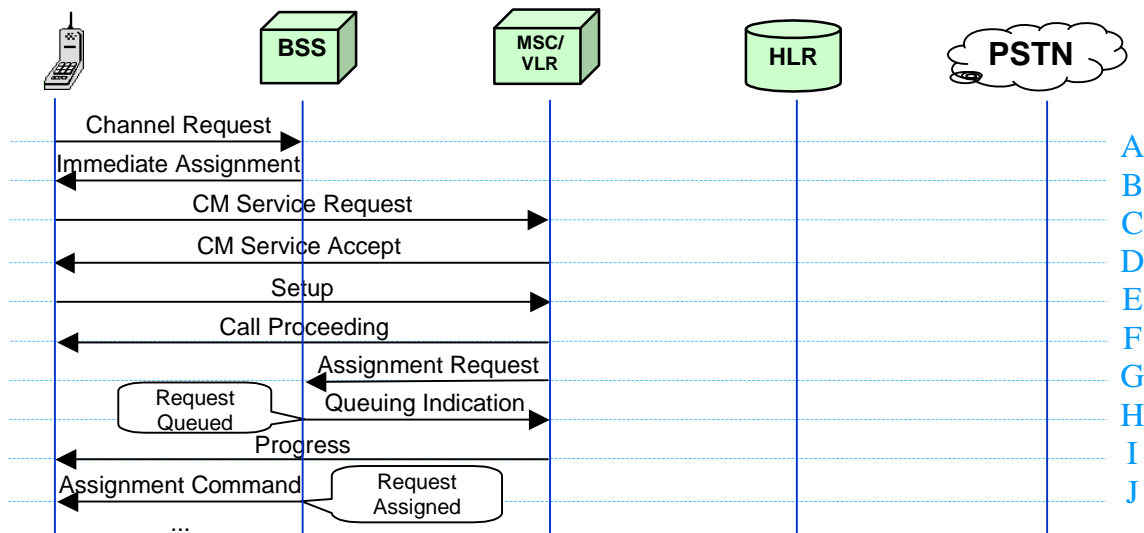 BSS
MSC/
VLR
HLR
PSTN
Channel Request
A
Immediate Assignment
B
CM Service Request
C
CM Service Accept
D
Setup
E
Call Proceeding
F
Assignment Request
G
Request
Queued
Queuing Indication
H
Progress
I
Assignment Command
Request
Assigned
J
...